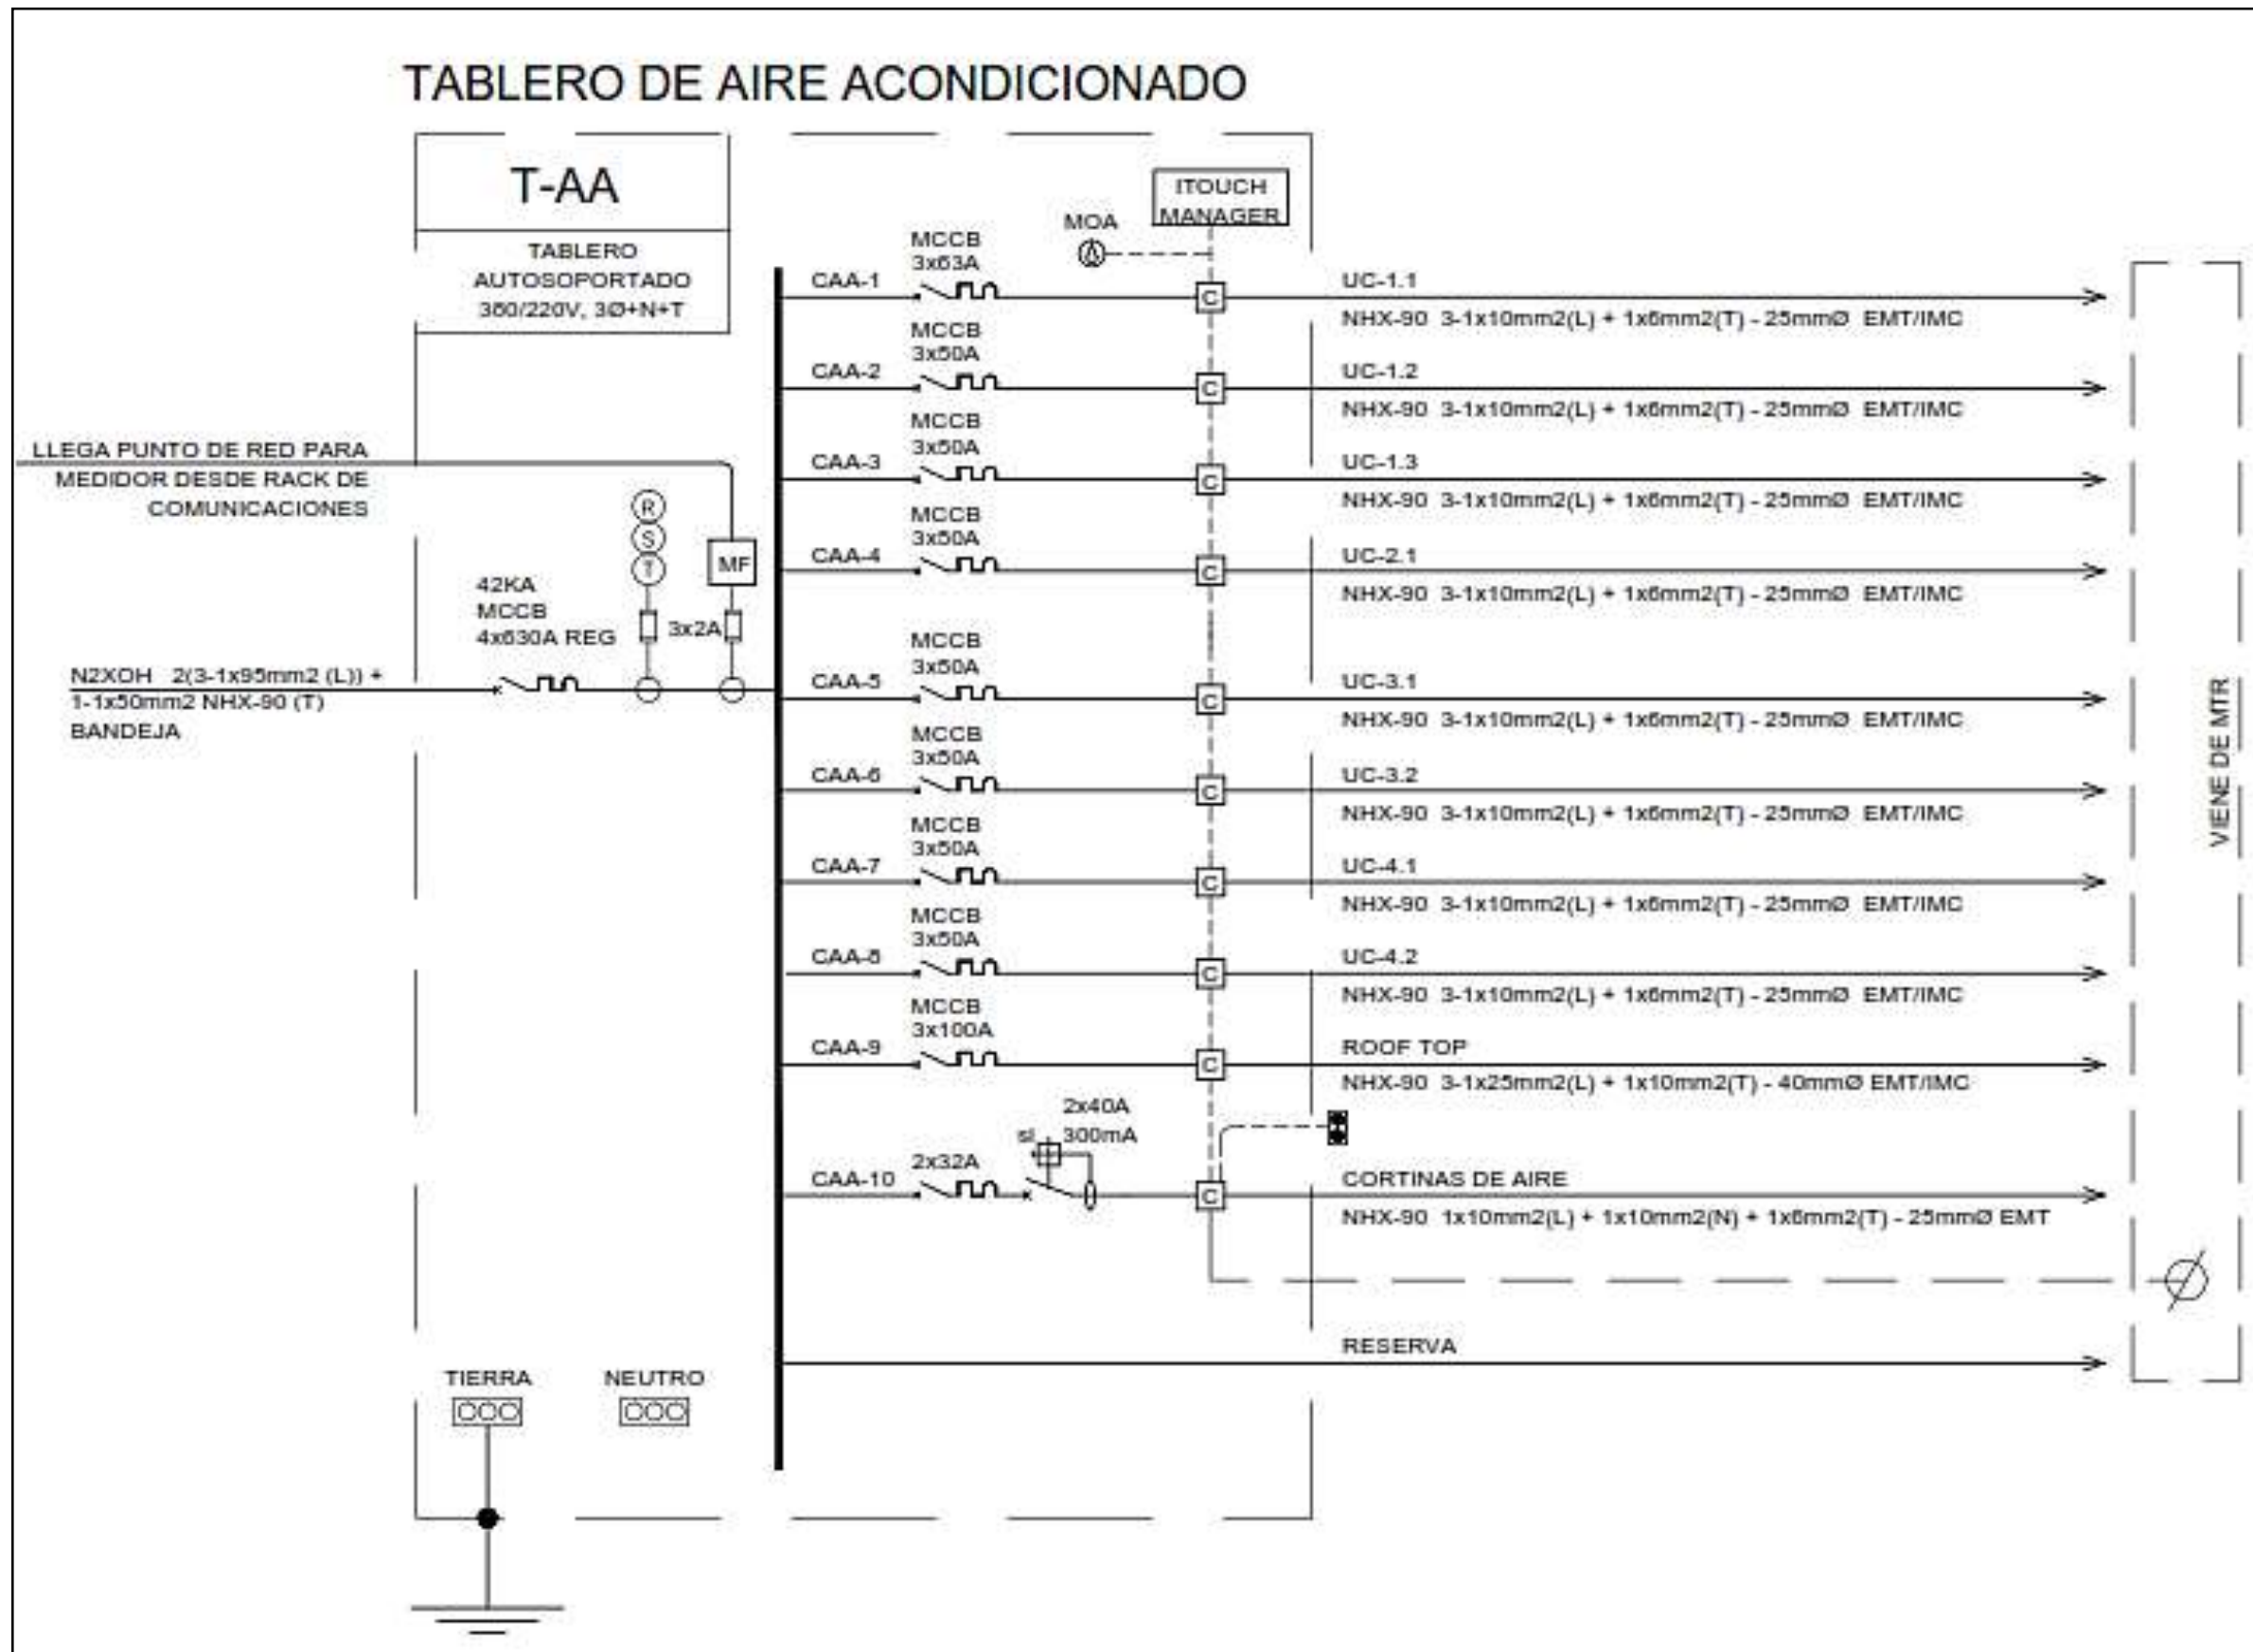 TABLERO DE AIRE ACONDICIONADO
T-AA
TABLERO
AUTOSOPORTADO
380/220V, 3Ø+N+T
ITOUCH
MANAGER
MOA
LLEGA PUNTO DE RED PARA
MEDIDOR DESDE RACK DE
COMUNICACIONES
R
S
T
MF
3x2A
42KA
MCCB
4x630A REG
N2XOH 2(3-1x95mm2 (L)) +
1-1x50mm2 NHX-90 (T)
BANDEJA
CAA-1
MCCB
3x63A
C
UC-1.1
NHX-90 3-1x10mm2(L) + 1x6mm2(T) - 25mmØ EMT/IMC
CAA-2
MCCB
3x50A
C
UC-1.2
NHX-90 3-1x10mm2(L) + 1x6mm2(T) - 25mmØ EMT/IMC
CAA-3
MCCB
3x50A
C
UC-1.3
NHX-90 3-1x10mm2(L) + 1x6mm2(T) - 25mmØ EMT/IMC
CAA-4
MCCB
3x50A
C
UC-2.1
NHX-90 3-1x10mm2(L) + 1x6mm2(T) - 25mmØ EMT/IMC
CAA-5
MCCB
3x50A
C
UC-3.1
NHX-90 3-1x10mm2(L) + 1x6mm2(T) - 25mmØ EMT/IMC
CAA-6
MCCB
3x50A
C
UC-3.2
NHX-90 3-1x10mm2(L) + 1x6mm2(T) - 25mmØ EMT/IMC
CAA-7
MCCB
3x50A
C
UC-4.1
NHX-90 3-1x10mm2(L) + 1x6mm2(T) - 25mmØ EMT/IMC
CAA-8
MCCB
3x50A
C
UC-4.2
NHX-90 3-1x10mm2(L) + 1x6mm2(T) - 25mmØ EMT/IMC
CAA-9
MCCB
3x100A
C
ROOF TOP
NHX-90 3-1x25mm2(L) + 1x10mm2(T) - 40mmØ EMT/IMC
CAA-10
2x32A
si
2x40A
300mA
C
CORTINAS DE AIRE
NHX-90 1x10mm2(L) + 1x10mm2(N) + 1x6mm2(T) - 25mmØ EMT
RESERVA
VIENE DE MTR
TIERRA
NEUTRO